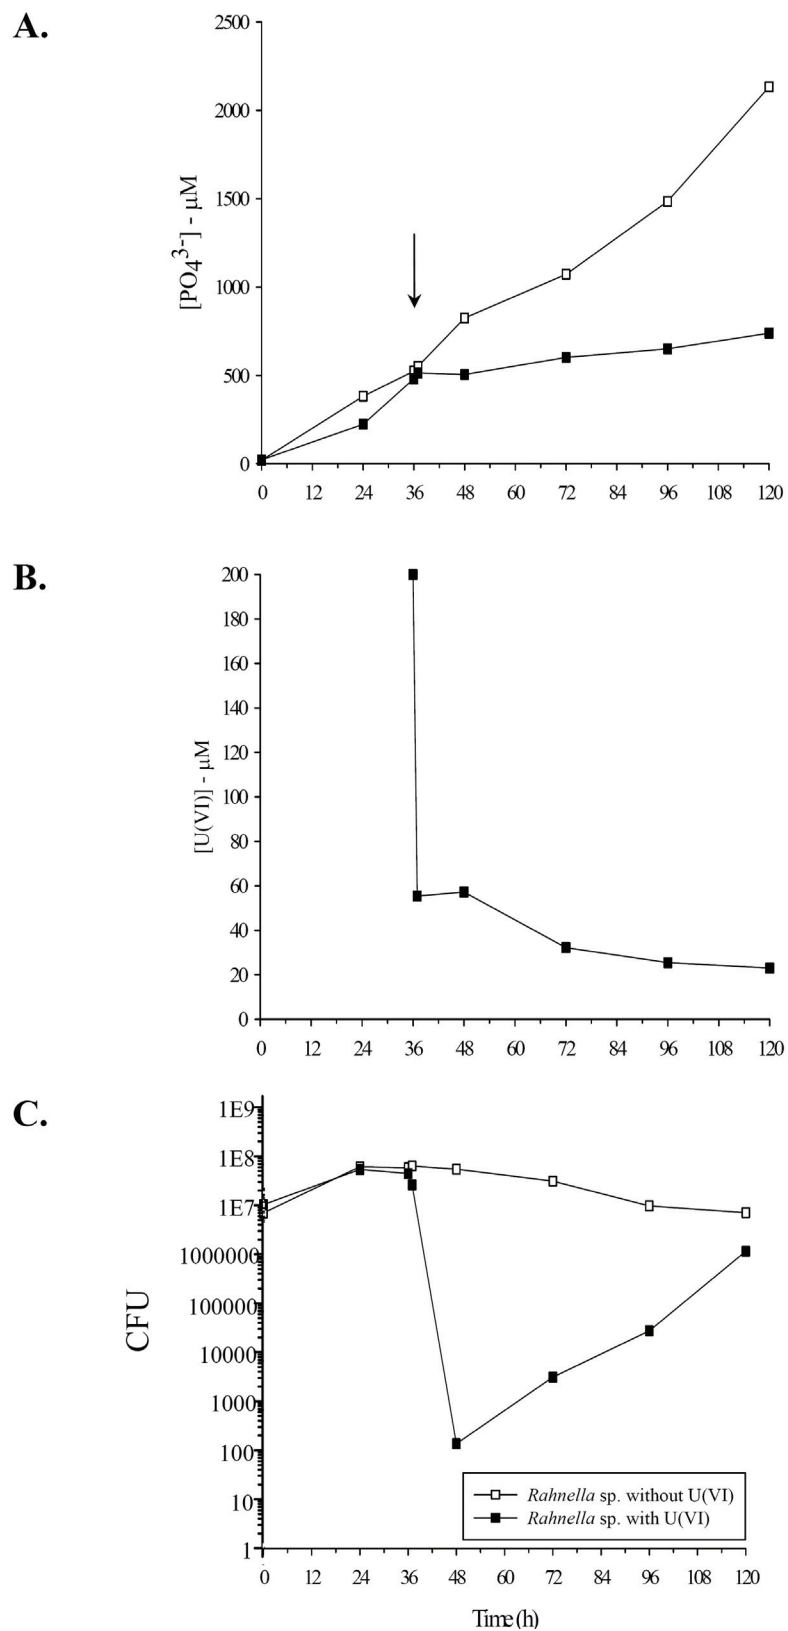 A.
2500
2000
1500
1000
500
0
[PO4 3-] - μM
0 12 24 36 48 60 72 84 96 108 120
B.
200
180
160
140
120
100
80
60
40
20
0
[U(VI)] - μM
0 12 24 36 48 60 72 84 96 108 120
C.
1E9
1E8
1E7
1000000
100000
10000
1000
100
10
1
CFU
Rahnella sp. without U(VI)
Rahnella sp. with U(VI)
0 12 24 36 48 60 72 84 96 108 120
Time (h)